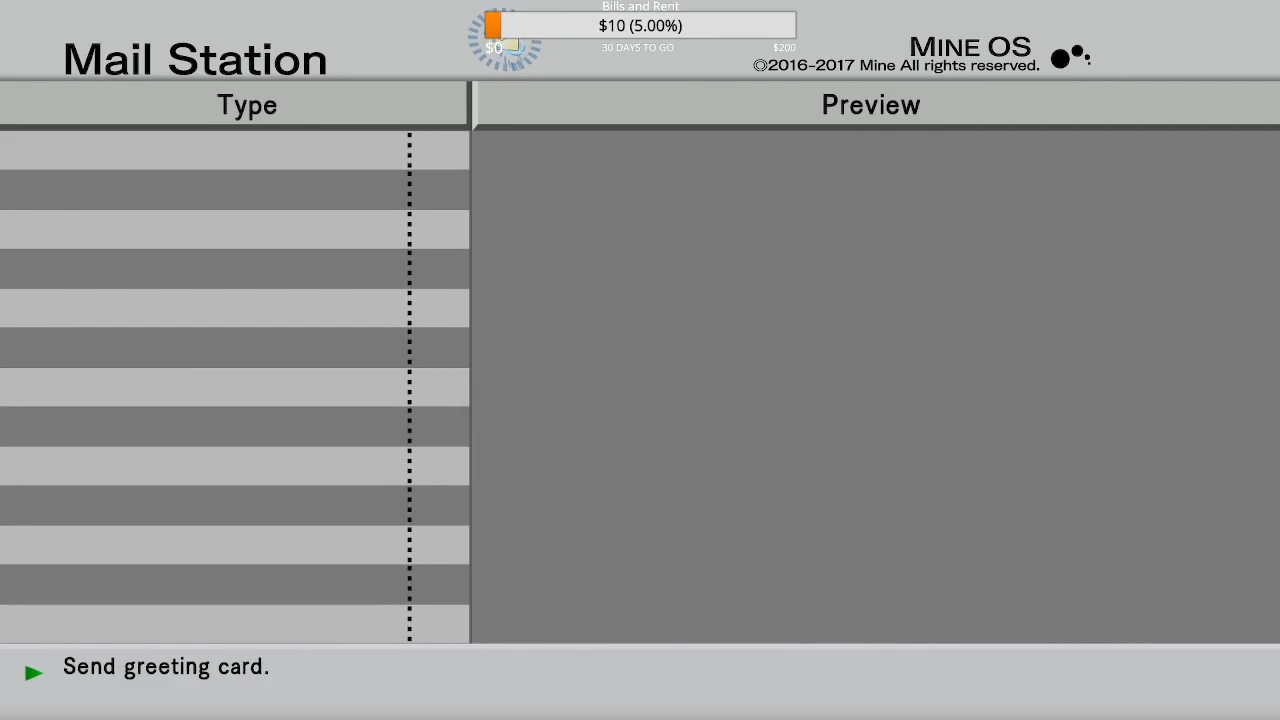 Bills and Rent
$10 (5.00%)
$0
30 DAYS TO GO
$200
Mail Station
MINE OS
©2016-2017 Mine All rights reserved.
Type
Preview
Send greeting card.